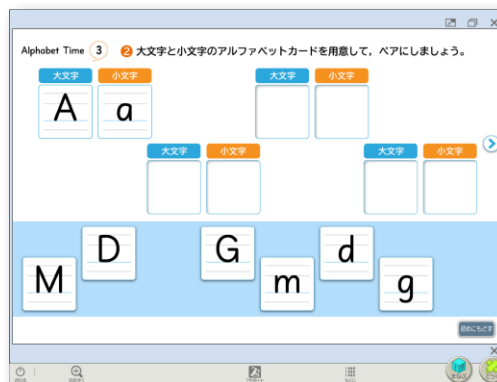 Alphabet Time 3 ❷ 大文字と小文字のアルファベットカードを用意して，ペアにしましょう。
大文字 小文字 大文字 小文字
A a
大文字 小文字 大文字 小文字
D G d
M m g
初めにもどす